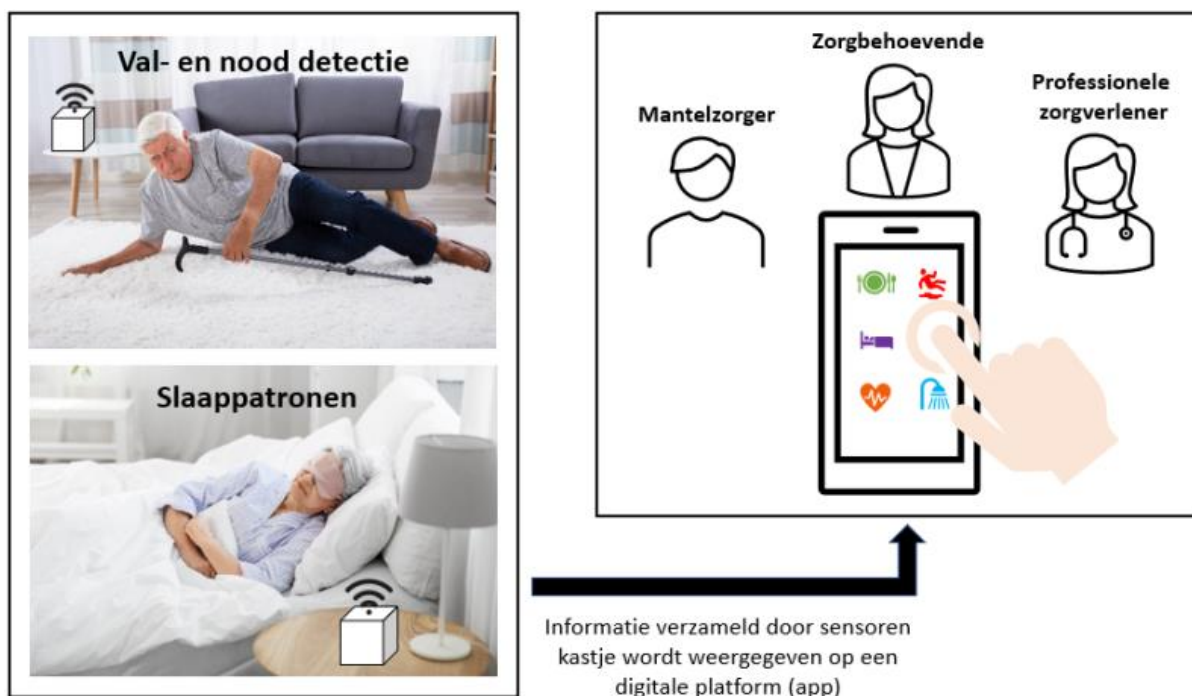 Val- en nood detectie
Slaappatronen
Zorgbehoevende
Mantelzorger
Professionele
zorgverlener
Informatie verzameld door sensoren
kastje wordt weergegeven op een
digitale platform (app)